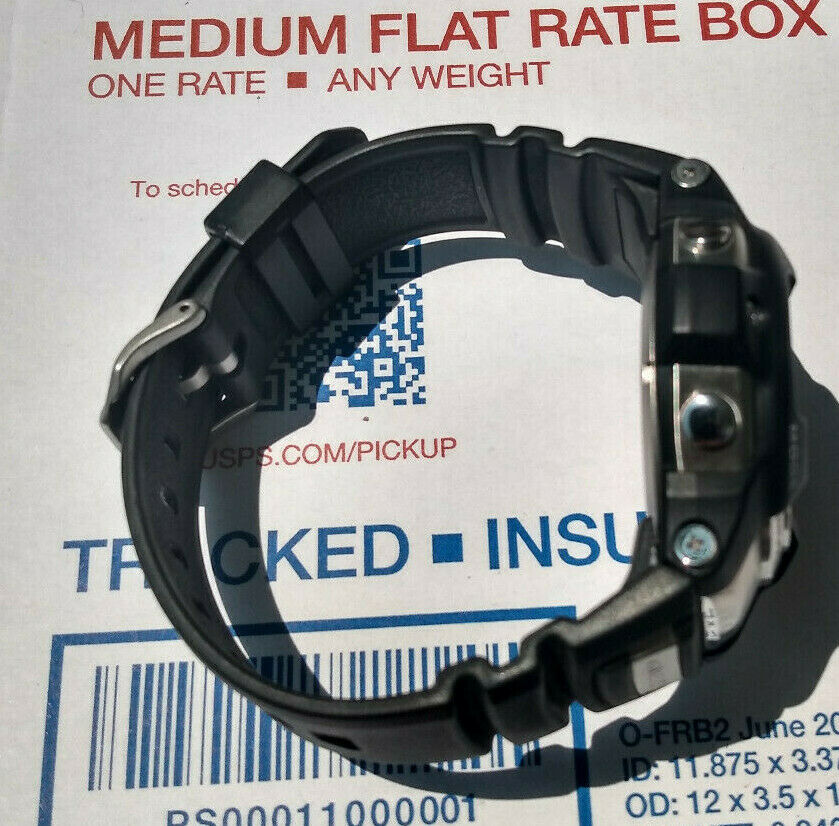 MEDIUM FLAT RATE BOX
ONE RATE ■ ANY WEIGHT
To sched
USPS.COM/PICKUP
TR CKED ■ INSU
PS00011000001
O-FRB2 June 20
ID: 11.875 x 3.37
OD: 12 x 3.5 x 1